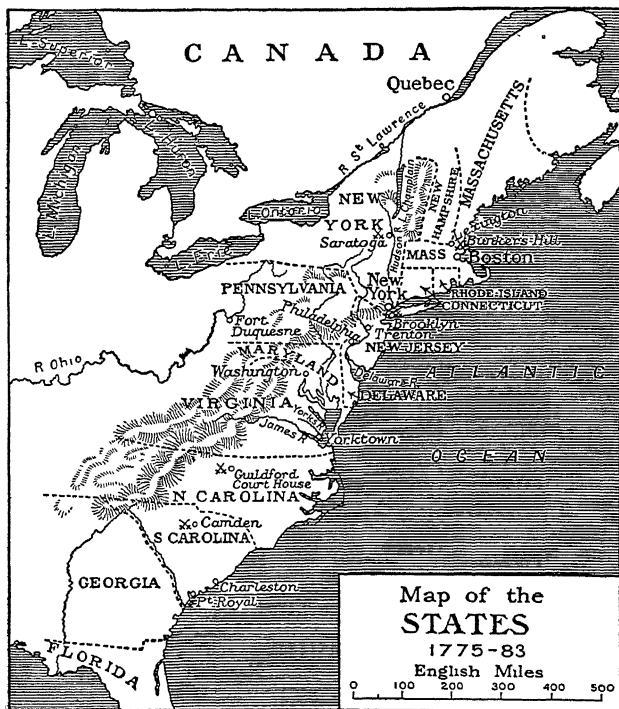 CANADA
L. Superior
L. Huron
L. Michigan
Quebec
R. St. Lawrence
MASSACHUSETTS
NEW HAMPSHIRE
L. Champlain
L. Ontario
NEW YORK
Saratoga
Hudson R.
Lexington
Bunker's Hill
MASS
Boston
L. Erie
PENNSYLVANIA
New York
RHODE ISLAND
CONNECTICUT
Fort Duquesne
Philadelphia
Brooklyn
Trenton
NEW JERSEY
R. Ohio
MARYLAND
Washington
Delaware R.
DELAWARE
ATLANTIC
OCEAN
VIRGINIA
York R.
James R.
Yorktown
Guildford
Court House
N CAROLINA
Camden
S CAROLINA
GEORGIA
Charleston
Pt. Royal
FLORIDA
Map of the
STATES
1775-83
English Miles
0 100 200 300 400 500